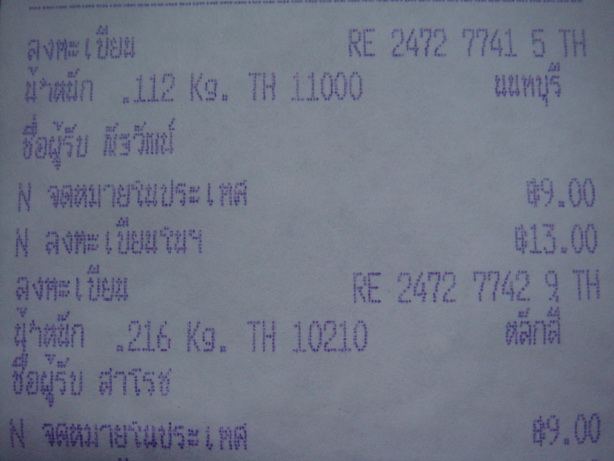 ลงทะเบียน RE 2472 7741 5 TH
น้ำหนัก .112 Kg. TH 11000 นนทบุรี
ชื่อผู้รับ ณัฐวัฒน์
N จดหมายในประเทศ ฿9.00
N ลงทะเบียนในฯ ฿13.00
ลงทะเบียน RE 2472 7742 9 TH
น้ำหนัก .216 Kg. TH 10210 หลักสี่
ชื่อผู้รับ สาโรช
N จดหมายในประเทศ ฿9.00